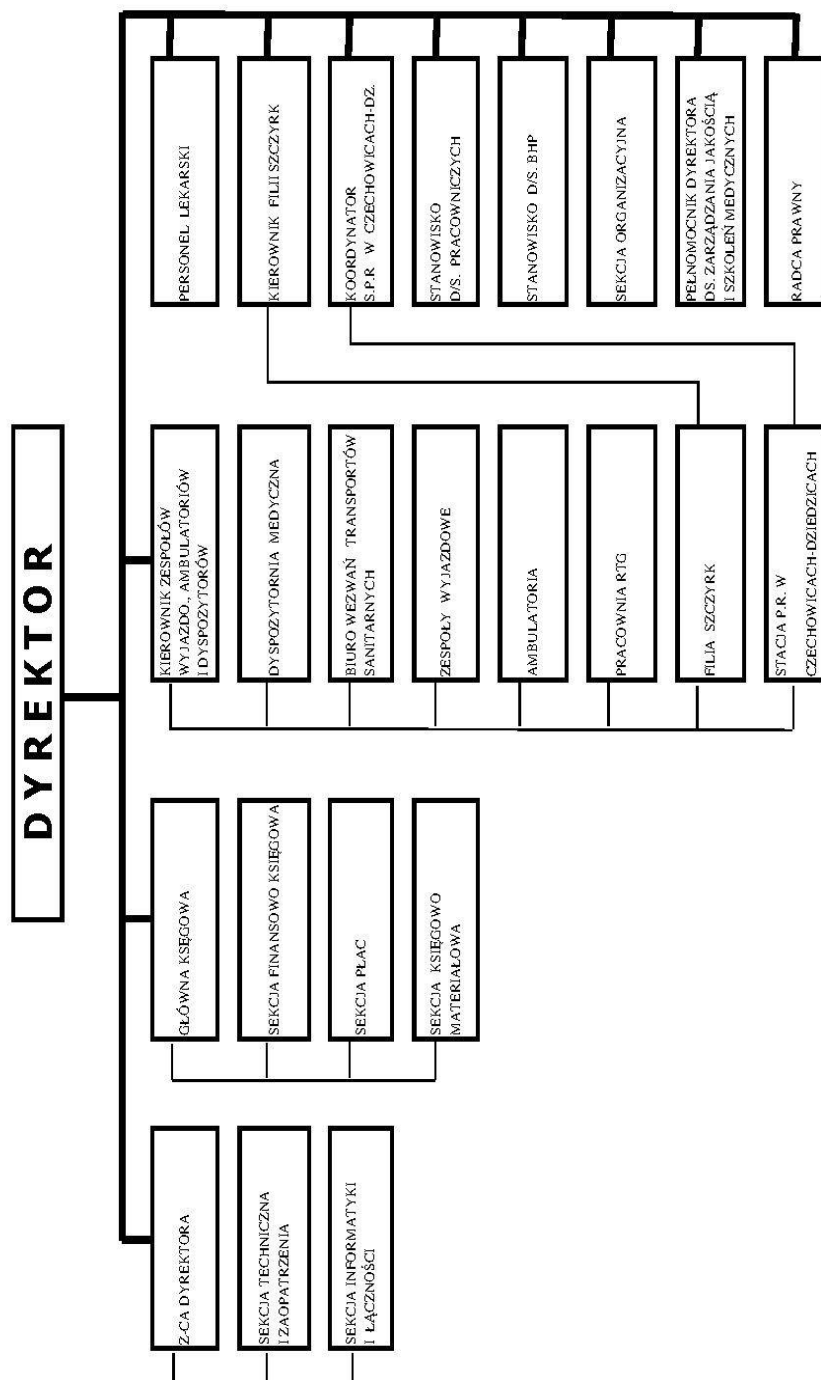 DYREKTOR
Z-CA DYREKTORA
SEKCJA TECHNICZNA
I ZAOPATRZENIA
SEKCJA INFORMATYKI
I ŁĄCZNOŚCI
GŁÓWNA KSĘGOWA
SEKCJA FINANSOWO KSIĘGOWA
SEKCJA PŁAC
SEKCJA KSIĘGOWO
MATERIAŁOWA
KIEROWNIK ZESPOŁÓW
WYJAZDO., AMBULATORIÓW
I DYSPOZYTORÓW
DYSPOZYTORNIA MEDYCZNA
BIURO WEZWAŃ TRANSPORTÓW
SANITARNYCH
ZESPOŁY WYJAZDOWE
AMBULATORIA
PRACOWNIA RTG
FILIA SZCZYRK
STACJA P.R. W
CZECHOWICACH-DZIEDZICACH
PERSONEL LEKARSKI
KIEROWNIK FILII SZCZYRK
KOORDYNATOR
S.P.R W CZECHOWICACH-DZ.
STANOWISKO
D/S. PRACOWNICZYCH
STANOWISKO D/S. BHP
SEKCJA ORGANIZACYJNA
PEŁNOMOCNIK DYREKTORA
DS. ZARZĄDZANIA JAKOŚCIĄ
I SZKOLEŃ MEDYCZNYCH
RADCA PRAWNY